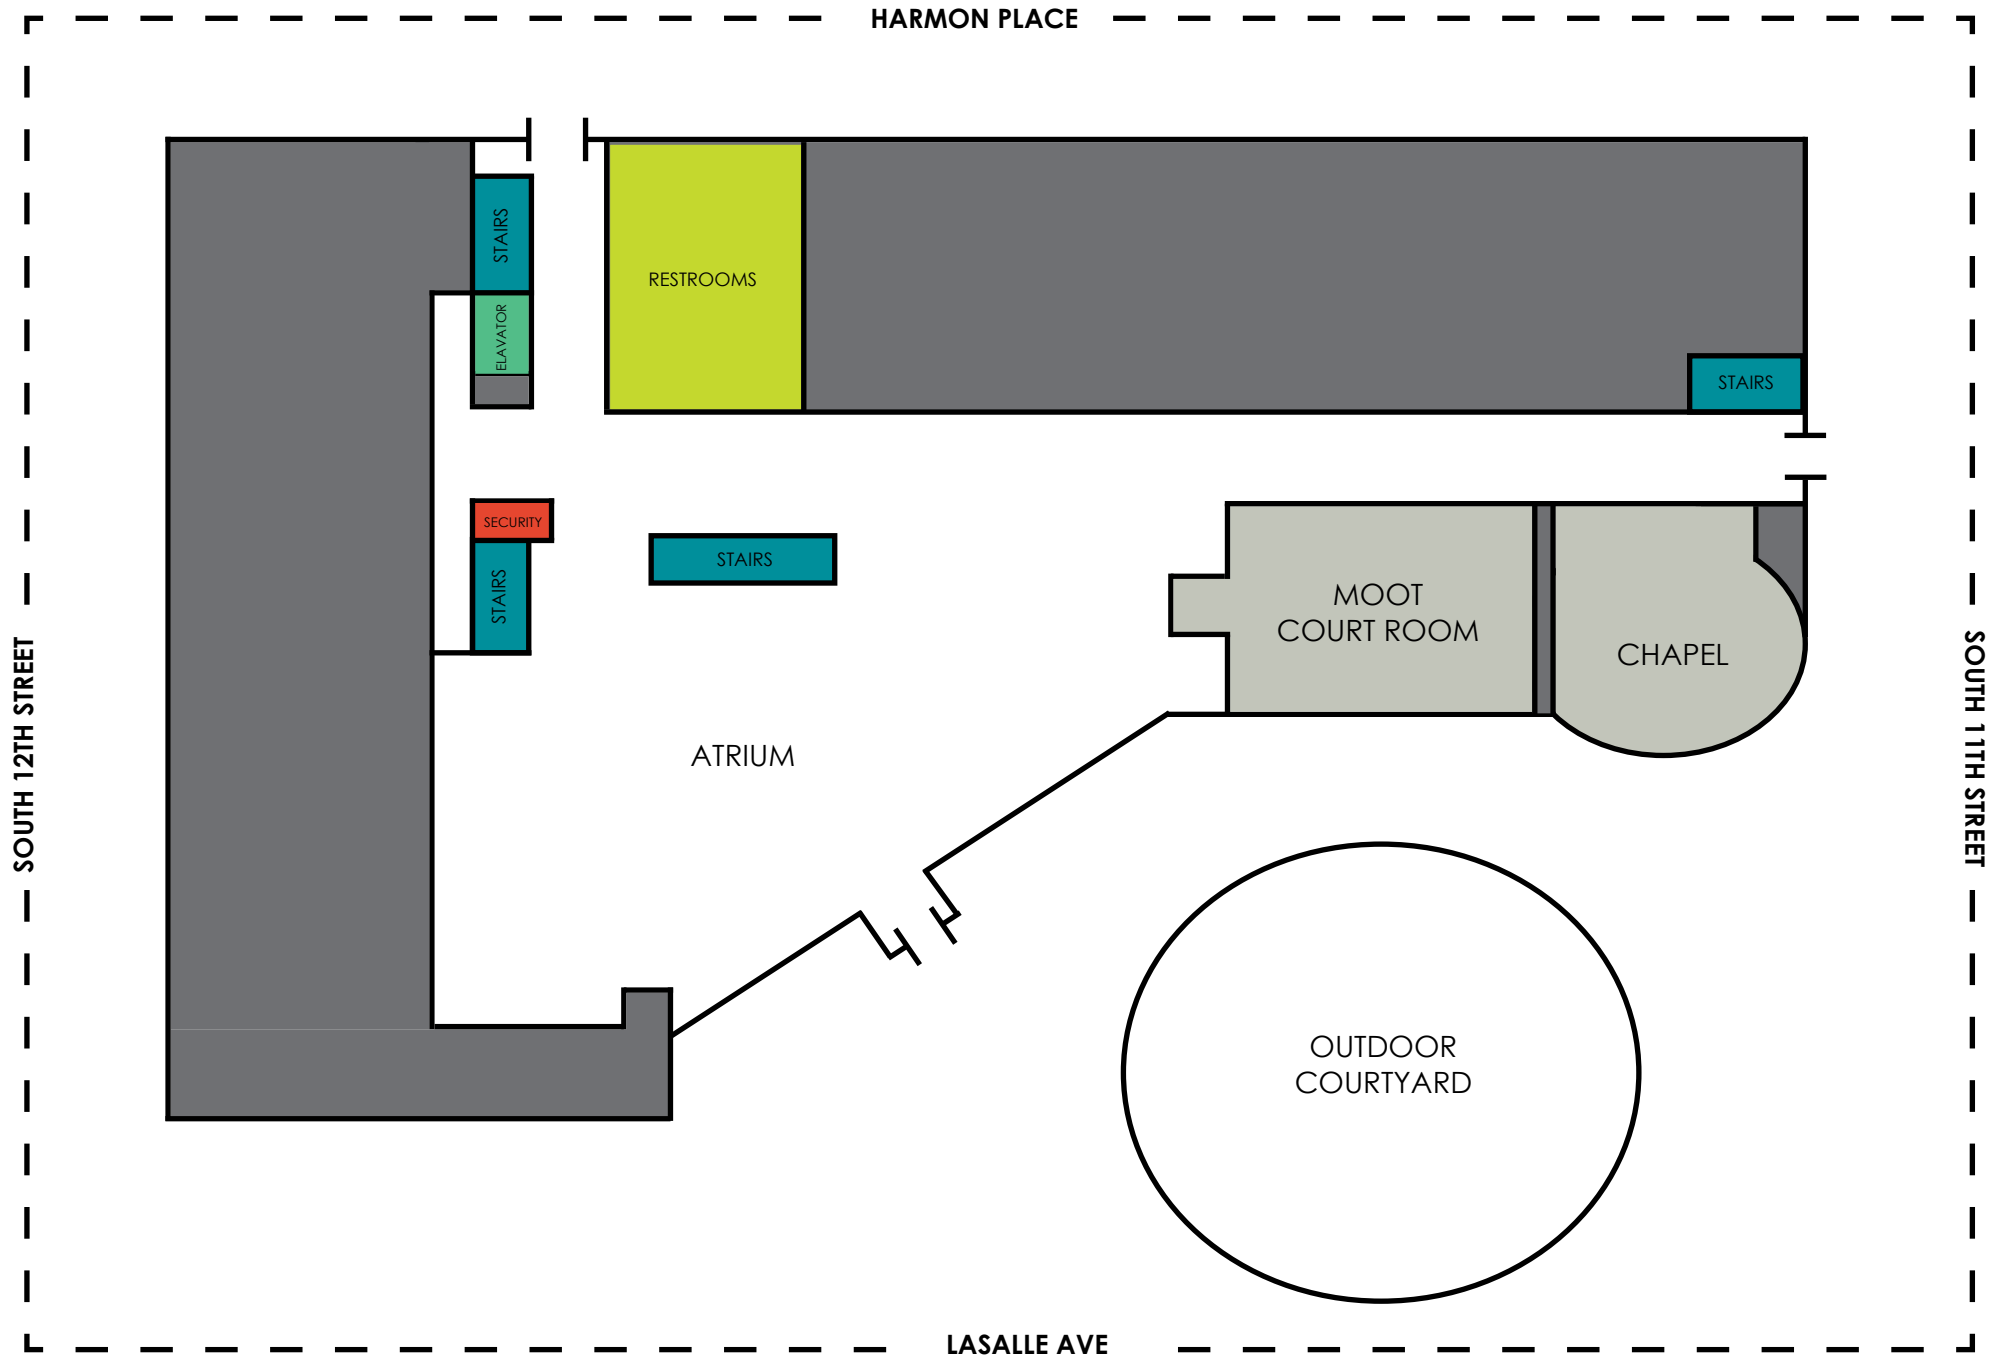 HARMON PLACE
STAIRS
RESTROOMS
ELAVATOR
STAIRS
SECURITY
STAIRS
STAIRS
MOOT
COURT ROOM
CHAPEL
SOUTH 12TH STREET
SOUTH 11TH STREET
ATRIUM
OUTDOOR
COURTYARD
LASALLE AVE